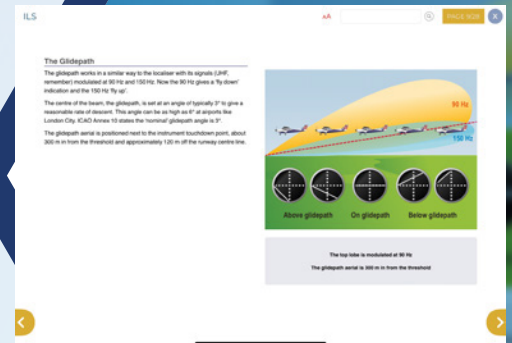 ILS
AA
PAGE 9/28
X
The Glidepath
The glidepath works in a similar way to the localiser with its signals (UHF,
remember) modulated at 90 Hz and 150 Hz. Now the 90 Hz gives a 'fly down'
indication and the 150 Hz 'fly up'.
The centre of the beam, the glidepath, is set at an angle of typically 3° to give a
reasonable rate of descent. This angle can be as high as 6° at airports like
London City. ICAO Annex 10 states the 'nominal' glidepath angle is 3°.
The glidepath aerial is positioned next to the instrument touchdown point, about
300 m in from the threshold and approximately 120 m off the runway centre line.
90 Hz
150 Hz
Above glidepath On glidepath Below glidepath
The top lobe is modulated at 90 Hz
The glidepath aerial is 300 m in from the threshold